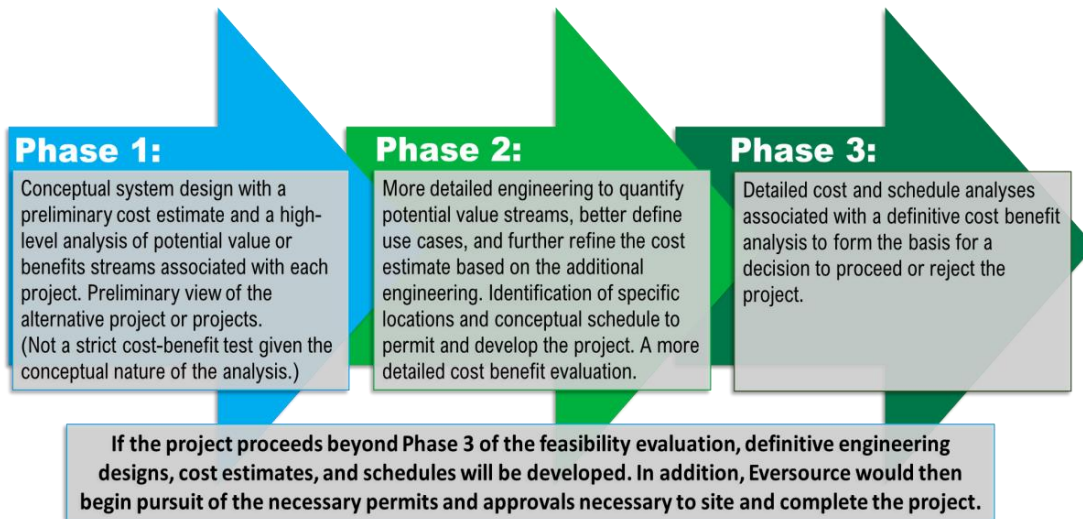 Phase 1:
Conceptual system design with a
preliminary cost estimate and a high-
level analysis of potential value or
benefits streams associated with each
project. Preliminary view of the
alternative project or projects.
(Not a strict cost-benefit test given the
conceptual nature of the analysis.)
Phase 2:
More detailed engineering to quantify
potential value streams, better define
use cases, and further refine the cost
estimate based on the additional
engineering. Identification of specific
locations and conceptual schedule to
permit and develop the project. A more
detailed cost benefit evaluation.
Phase 3:
Detailed cost and schedule analyses
associated with a definitive cost benefit
analysis to form the basis for a
decision to proceed or reject the
project.
If the project proceeds beyond Phase 3 of the feasibility evaluation, definitive engineering
designs, cost estimates, and schedules will be developed. In addition, Eversource would then
begin pursuit of the necessary permits and approvals necessary to site and complete the project.